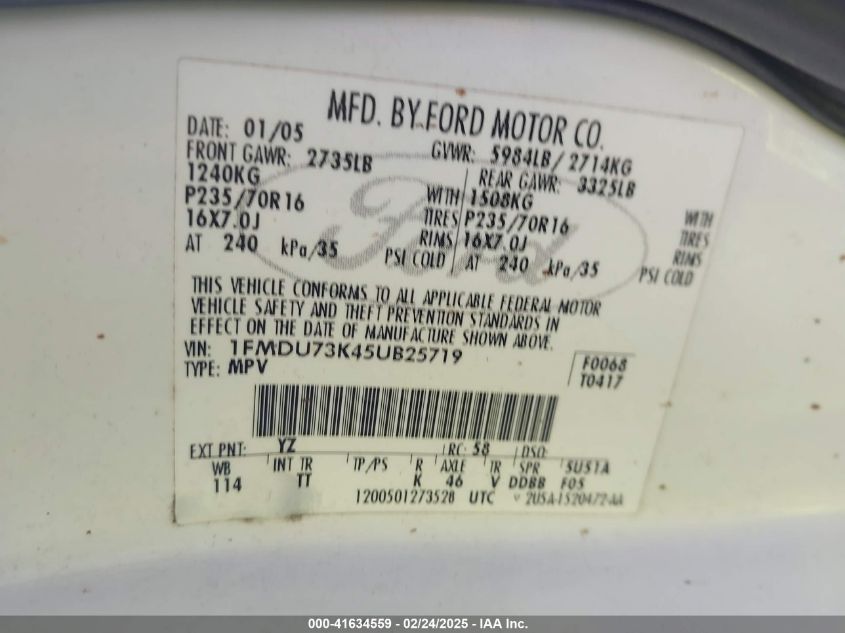 MFD. BY FORD MOTOR CO.
DATE: 01/05 GVWR: 5984LB/2714KG
FRONT GAWR: 2735LB REAR GAWR: 3325LB
1240KG WITH 1508KG WITH
P235/70R16 TIRES P235/70R16 TIRES
16X7.0J RIMS 16X7.0J RIMS
AT 240 kPa/35 PSI COLD AT 240 kPa/35 PSI COLD
Ford
THIS VEHICLE CONFORMS TO ALL APPLICABLE FEDERAL MOTOR
VEHICLE SAFETY AND THEFT PREVENTION STANDARDS IN
EFFECT ON THE DATE OF MANUFACTURE SHOWN ABOVE.
VIN: 1FMDU73K45UB25719 F0068
TYPE: MPV T0417
EXT PNT: YZ RC: 58 DSO:
WB INT TR TP/PS R AXLE TR SPR 5U51A
114 TT K 46 V DDBB F05
1200501273528 UTC 2U5A-1520472-AA
000-41634559 - 02/24/2025 - IAA Inc.